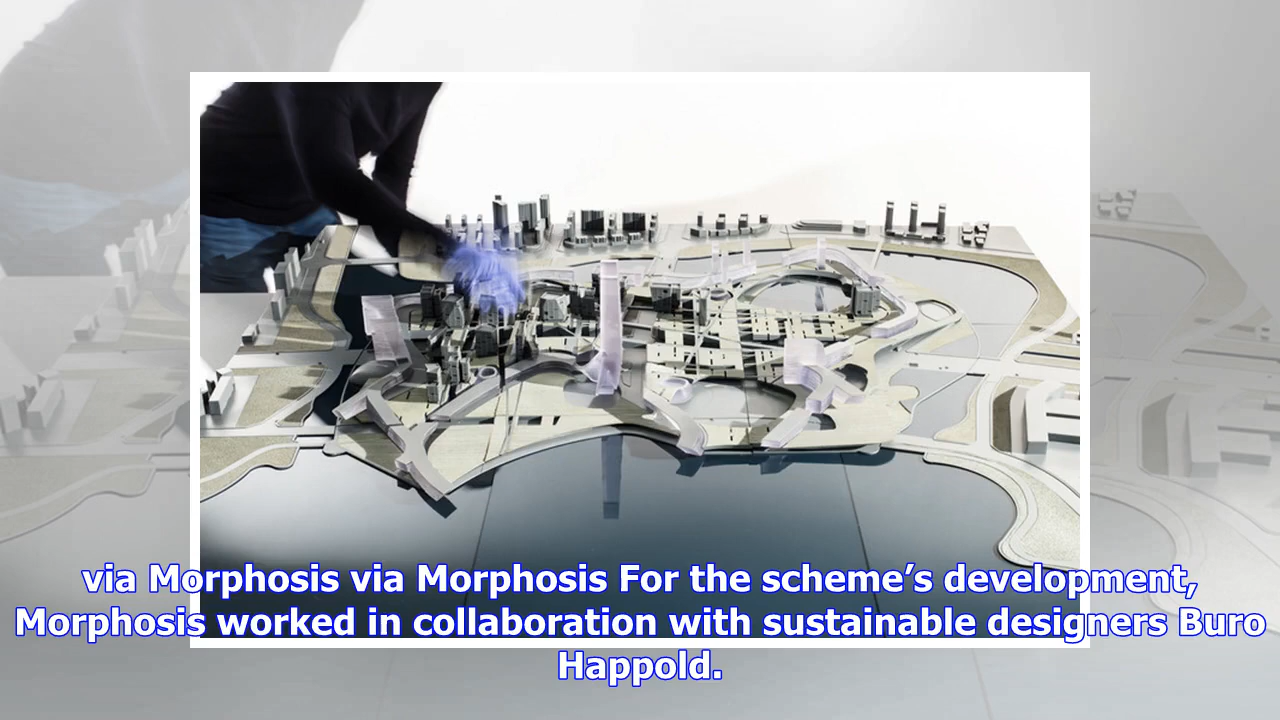 via Morphosis via Morphosis For the scheme’s development,
Morphosis worked in collaboration with sustainable designers Buro
Happold.